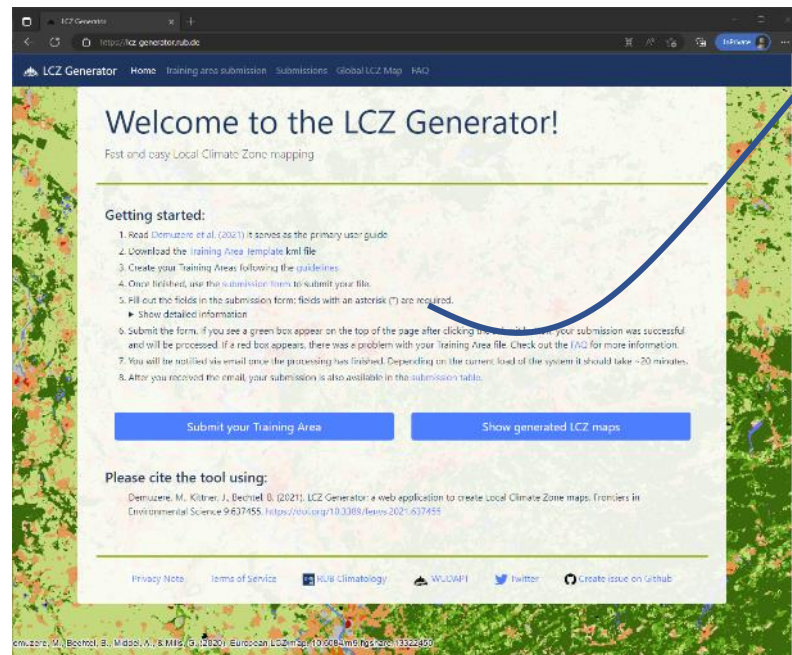 LCZ Generator
https://lcz-generator.rub.de
InPrivate
LCZ Generator Home Training area submission Submissions Global LCZ Map FAQ
Welcome to the LCZ Generator!
Fast and easy Local Climate Zone mapping
Getting started:
1. Read Demuzere et al. (2021) it serves as the primary user guide
2. Download the Training Area Template kml file
3. Create your Training Areas following the guidelines
4. Once finished, use the submission form to submit your file.
5. Fill out the fields in the submission form: fields with an asterisk (*) are required.
▶ Show detailed information
6. Submit the form. If you see a green box appear on the top of the page after clicking the submit your submission was successful
and will be processed. If a red box appears, there was a problem with your Training Area file. Check out the FAQ for more information.
7. You will be notified via email once the processing has finished. Depending on the current load of the system it should take ~20 minutes.
8. After you received the email, your submission is also available in the submission table.
Submit your Training Area Show generated LCZ maps
Please cite the tool using:
Demuzere, M., Kittner, J., Bechtel, B. (2021). LCZ Generator: a web application to create Local Climate Zone maps. Frontiers in
Environmental Science 9:637455. https://doi.org/10.3389/fenvs.2021.637455
Privacy Note Terms of Service RUB Climatology WUDAPT Twitter Create issue on Github
emuzere, M., Bechtel, B., Middel, A., & Mills, G. (2020). European LCZ map. 10.6084/m9.figshare.13322450